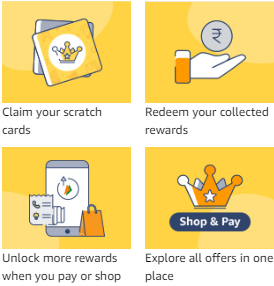 ₹
Claim your scratch
cards
Redeem your collected
rewards
Shop & Pay
Unlock more rewards
when you pay or shop
Explore all offers in one
place